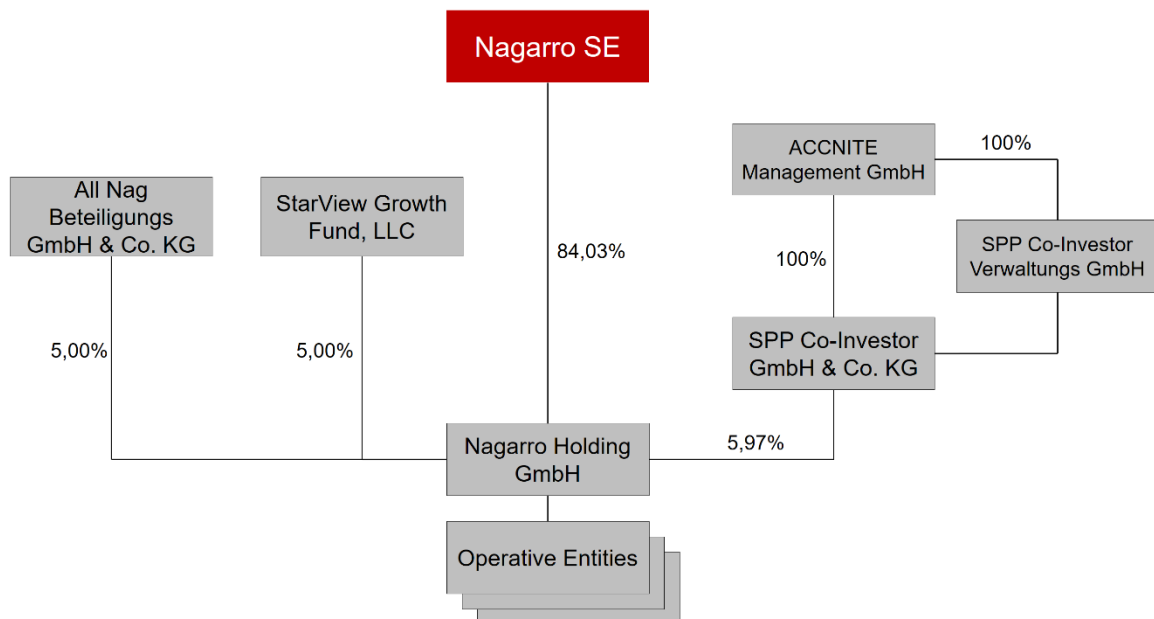 Nagarro SE
ACCNITE
Management GmbH
100%
All Nag
Beteiligungs
GmbH & Co. KG
StarView Growth
Fund, LLC
84,03%
100%
SPP Co-Investor
Verwaltungs GmbH
5,00%
5,00%
SPP Co-Investor
GmbH & Co. KG
Nagarro Holding
GmbH
5,97%
Operative Entities